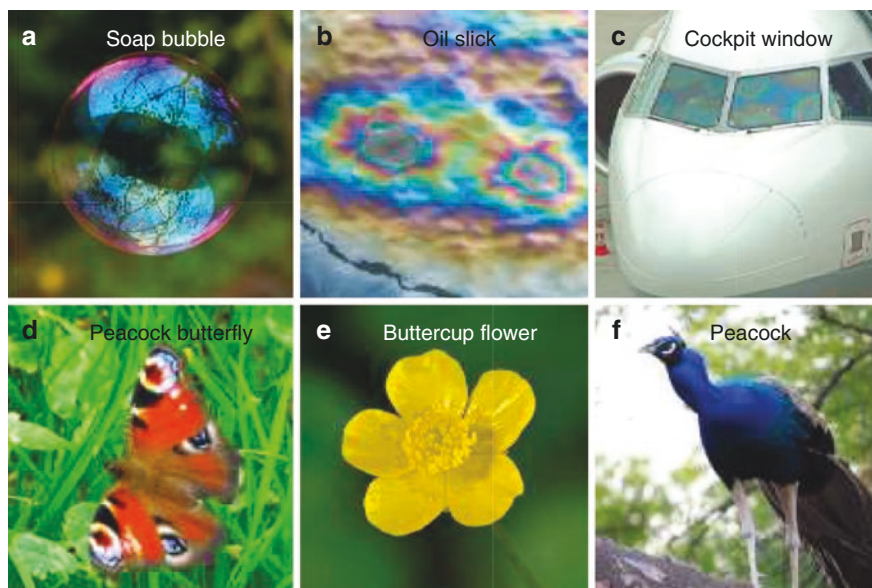 a Soap bubble
b Oil slick
c Cockpit window
d Peacock butterfly
e Buttercup flower
f Peacock